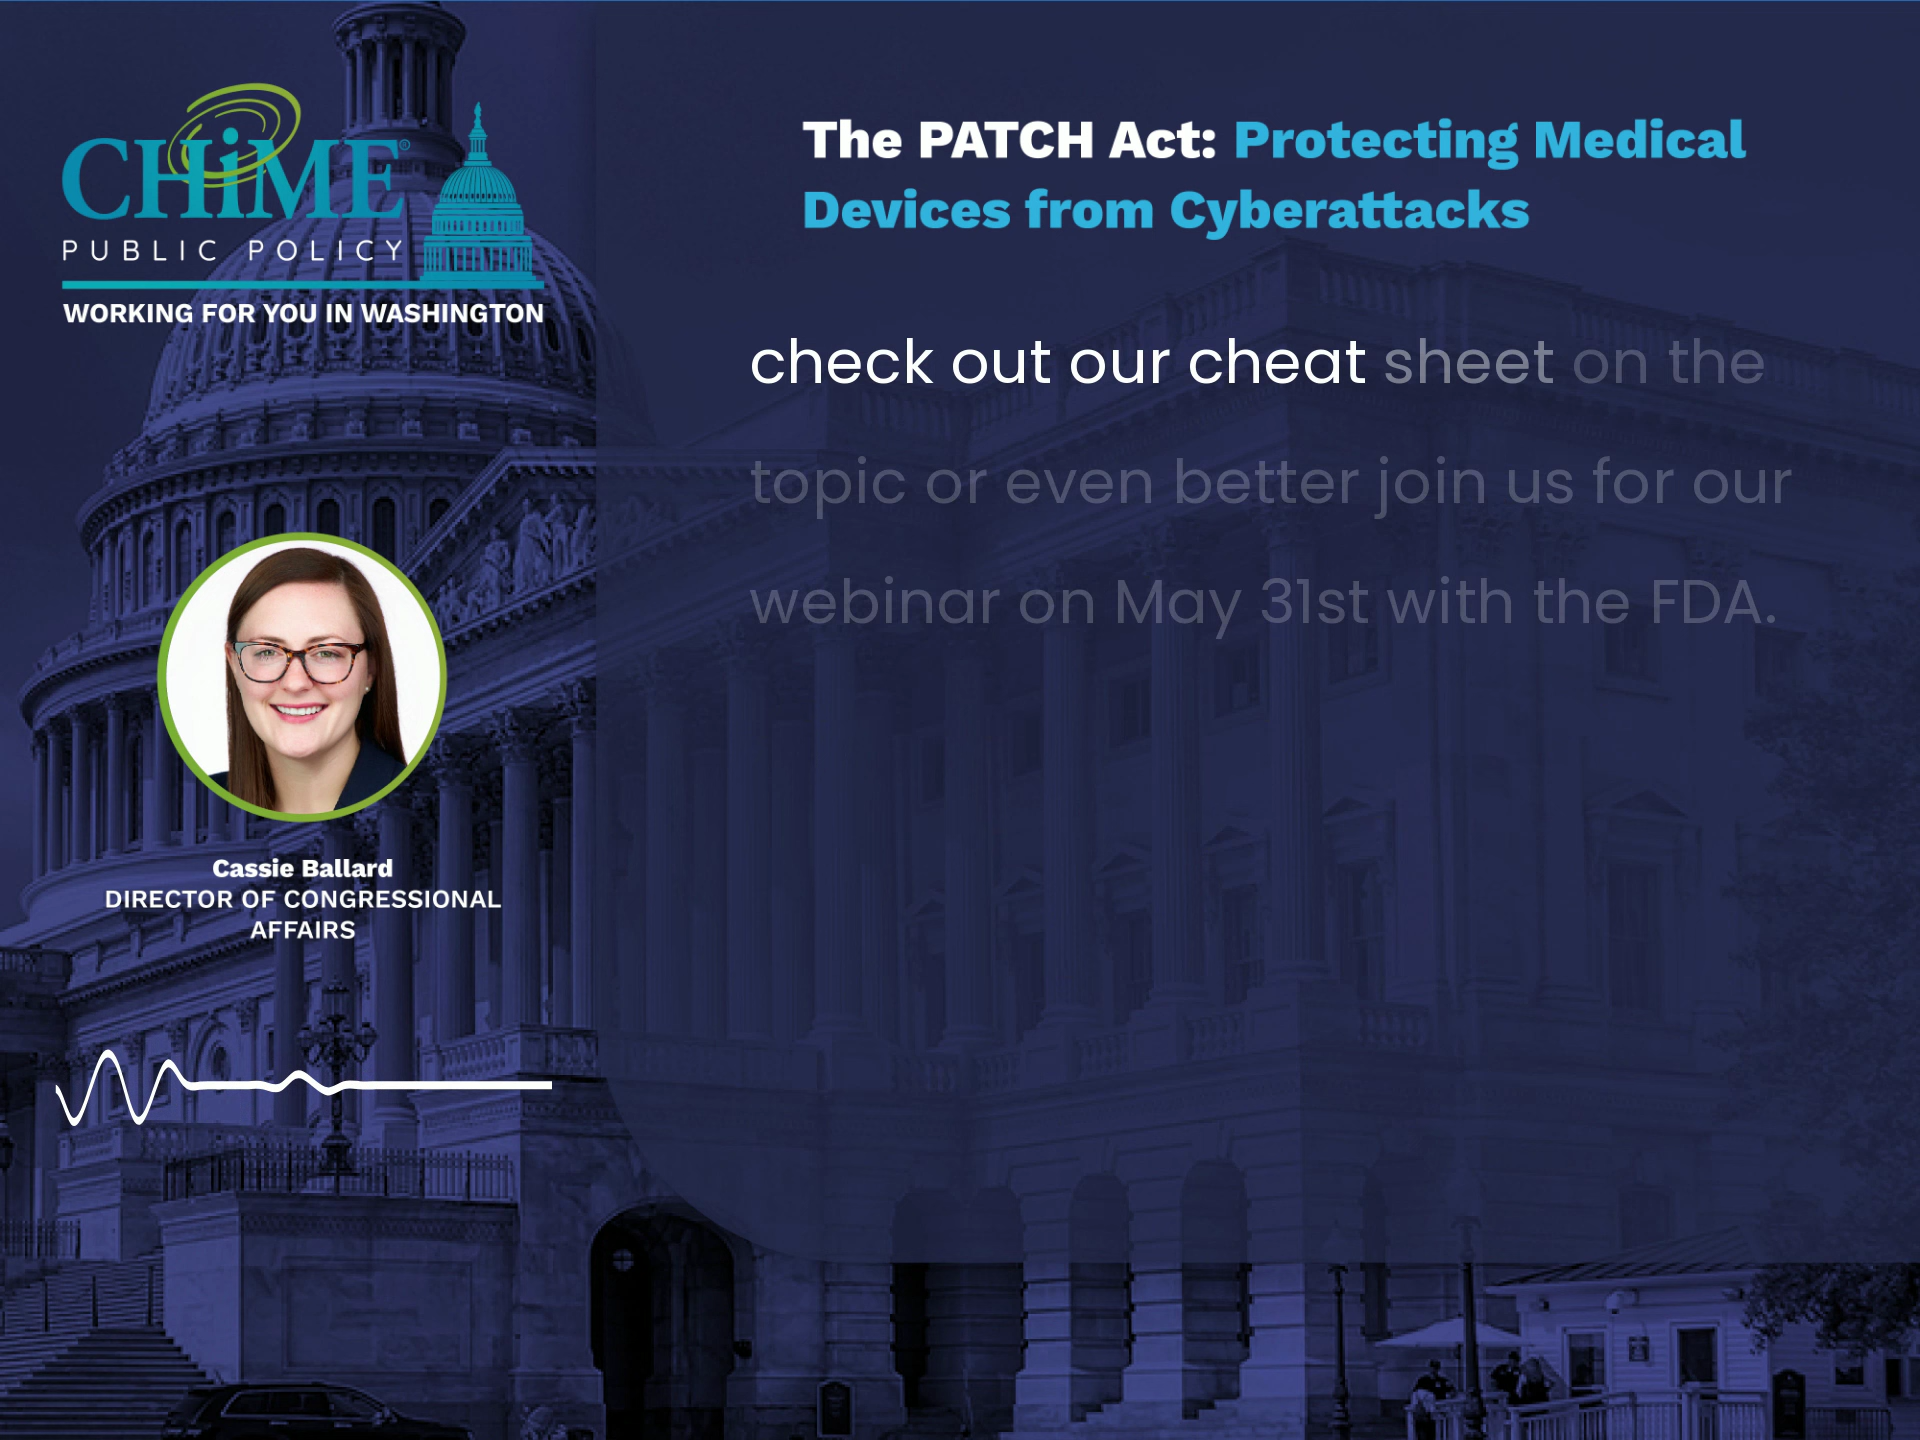 CHiME®
PUBLIC POLICY
WORKING FOR YOU IN WASHINGTON
The PATCH Act: Protecting Medical
Devices from Cyberattacks
check out our cheat sheet on the
topic or even better join us for our
webinar on May 31st with the FDA.
Cassie Ballard
DIRECTOR OF CONGRESSIONAL
AFFAIRS